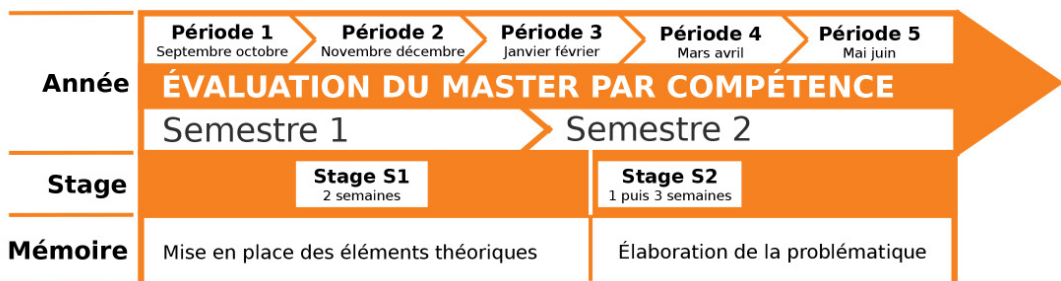 Période 1
Septembre octobre
Période 2
Novembre décembre
Période 3
Janvier février
Période 4
Mars avril
Période 5
Mai juin
Année
ÉVALUATION DU MASTER PAR COMPÉTENCE
Semestre 1
Semestre 2
Stage
Stage S1
2 semaines
Stage S2
1 puis 3 semaines
Mémoire
Mise en place des éléments théoriques
Élaboration de la problématique